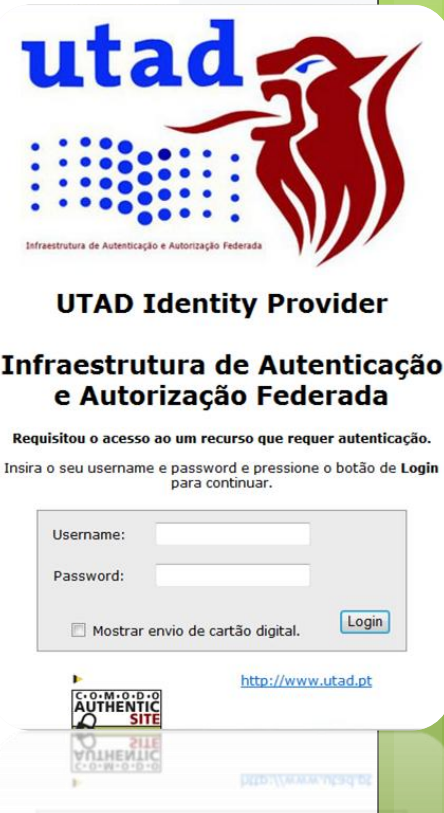 utad
Infraestrutura de Autenticação e Autorização Federada
UTAD Identity Provider
Infraestrutura de Autenticação
e Autorização Federada
Requisitou o acesso ao um recurso que requer autenticação.
Insira o seu username e password e pressione o botão de Login
para continuar.
Username:
Password:
Mostrar envio de cartão digital.
Login
http://www.utad.pt
C·O·M·O·D·O
AUTHENTIC
SITE